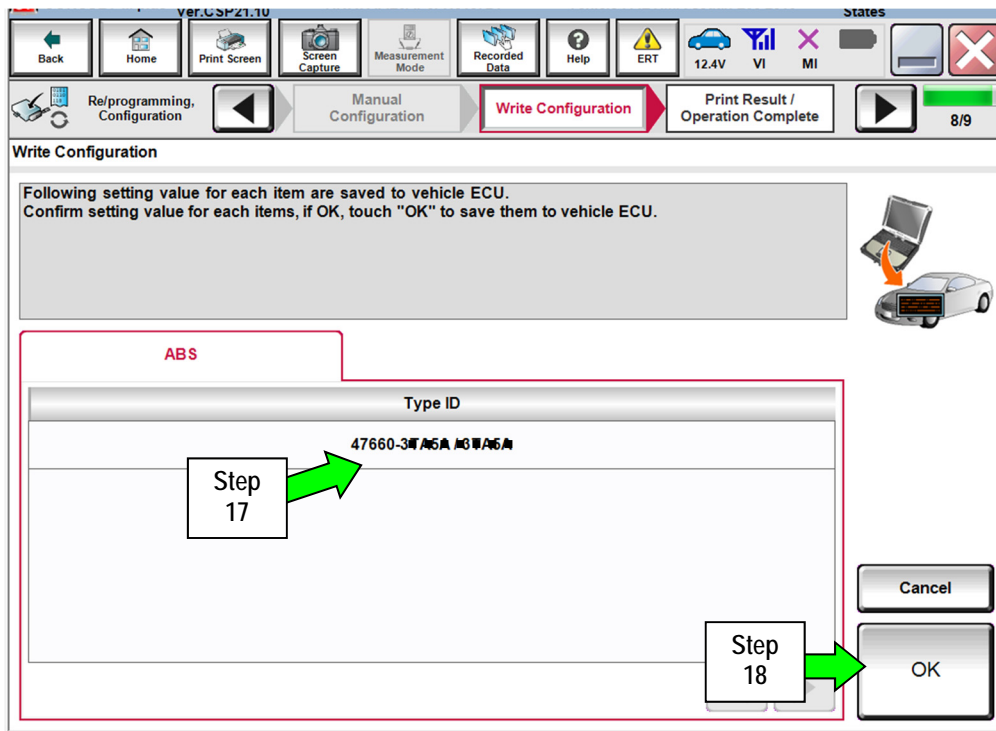 Ver.CSP21.10
States
Back
Home
Print Screen
Screen Capture
Measurement Mode
Recorded Data
Help
ERT
12.4V
VI
MI
Re/programming, Configuration
Manual Configuration
Write Configuration
Print Result / Operation Complete
8/9
Write Configuration
Following setting value for each item are saved to vehicle ECU.
Confirm setting value for each items, if OK, touch "OK" to save them to vehicle ECU.
ABS
Type ID
47660-
Step
17
Cancel
Step
18
OK